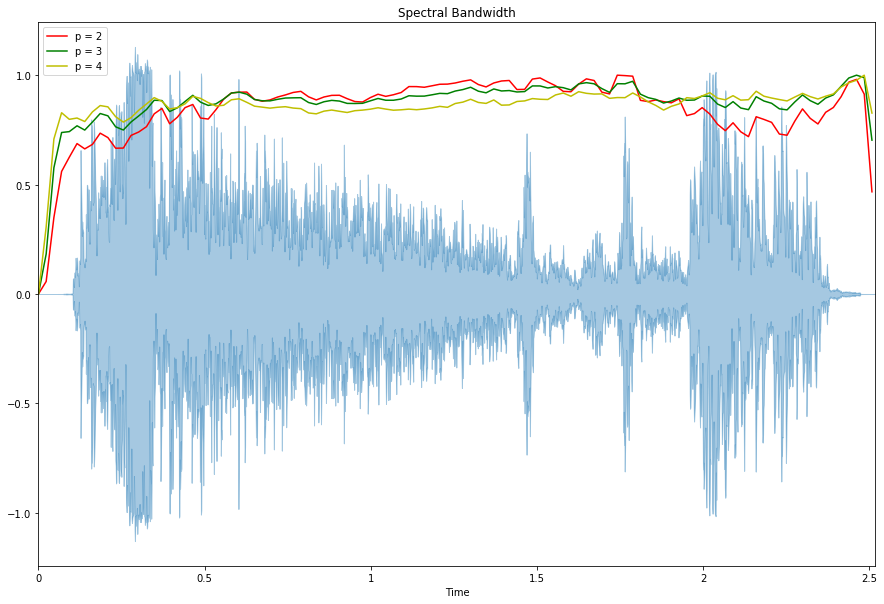 Spectral Bandwidth
p = 2
p = 3
p = 4
1.0
0.5
0.0
−0.5
−1.0
0 0.5 1 1.5 2 2.5
Time